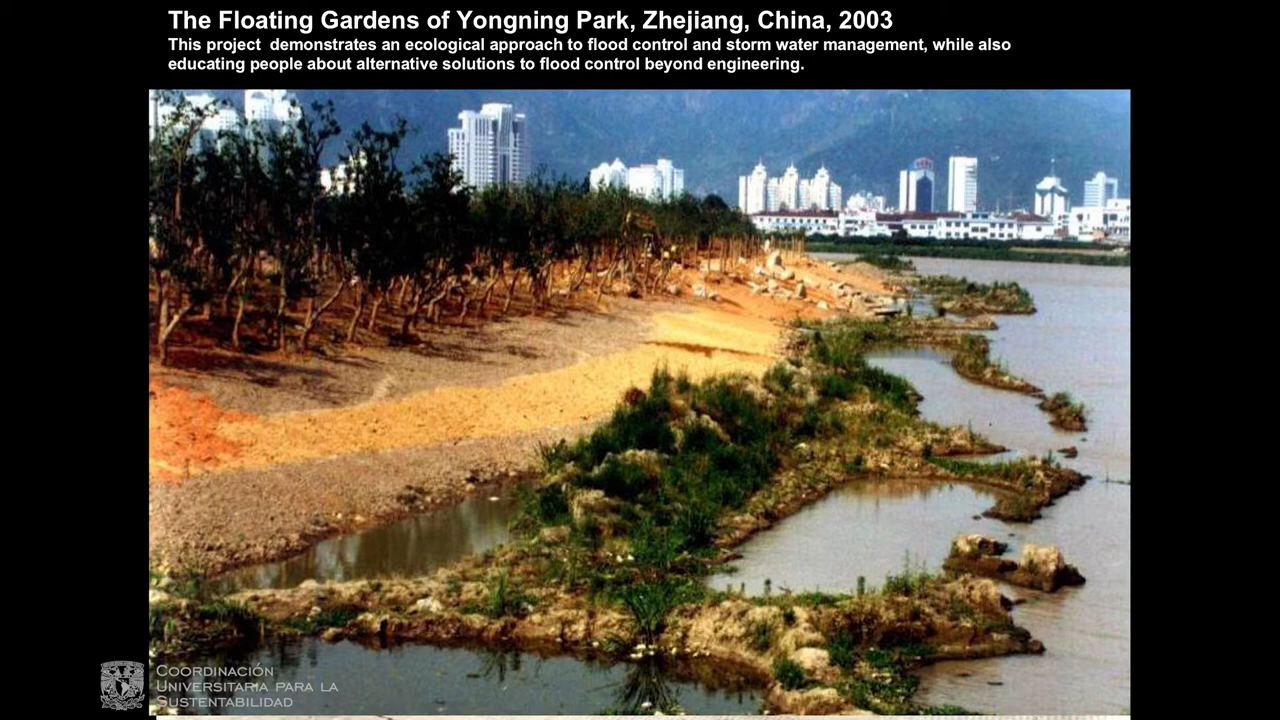 The Floating Gardens of Yongning Park, Zhejiang, China, 2003
This project demonstrates an ecological approach to flood control and storm water management, while also
educating people about alternative solutions to flood control beyond engineering.
COORDINACIÓN
UNIVERSITARIA PARA LA
SUSTENTABILIDAD